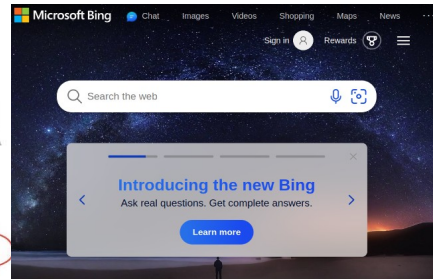 Microsoft Bing Chat Images Videos Shopping Maps News
Sign in Rewards
Search the web
Introducing the new Bing
Ask real questions. Get complete answers.
Learn more